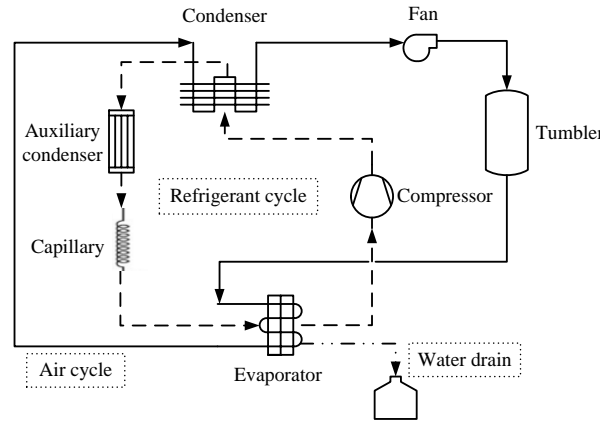 Condenser
Fan
Auxiliary
condenser
Tumbler
Refrigerant cycle
Compressor
Capillary
Air cycle
Evaporator
Water drain